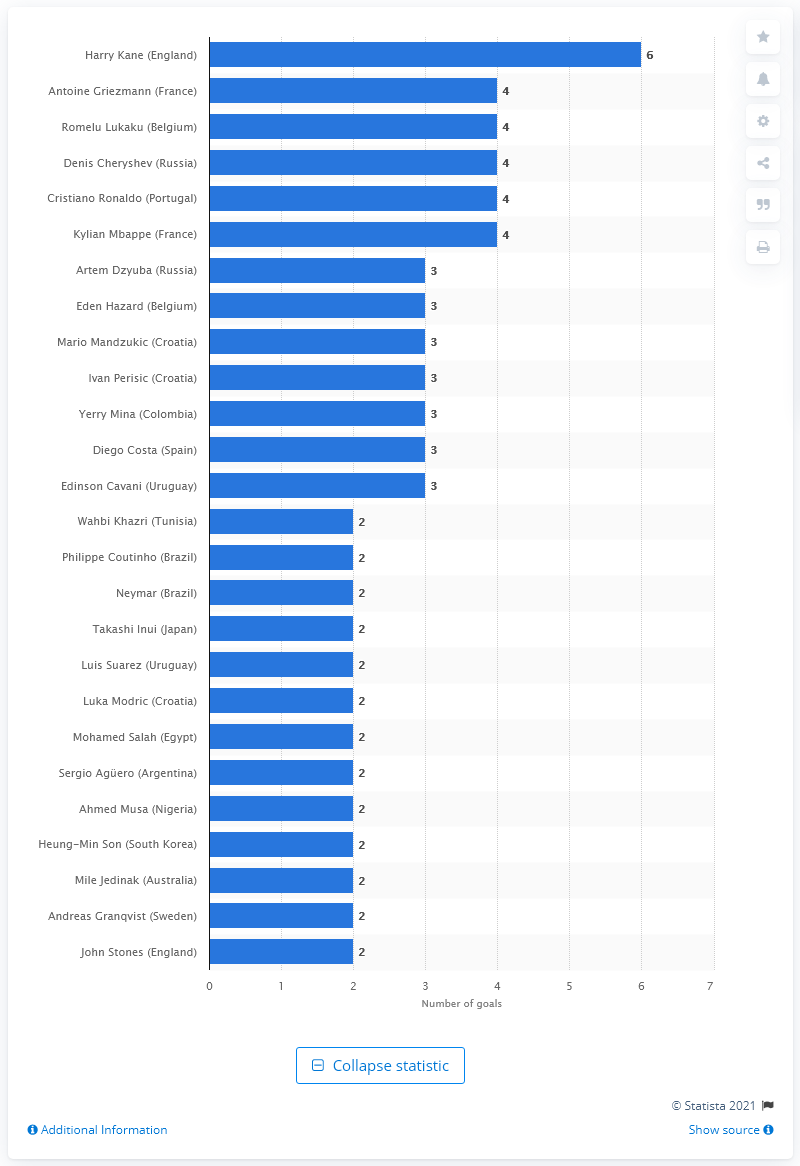 Harry Kane (England) 6
Antoine Griezmann (France) 4
Romelu Lukaku (Belgium) 4
Denis Cheryshev (Russia) 4
Cristiano Ronaldo (Portugal) 4
Kylian Mbappe (France) 4
Artem Dzyuba (Russia) 3
Eden Hazard (Belgium) 3
Mario Mandzukic (Croatia) 3
Ivan Perisic (Croatia) 3
Yerry Mina (Colombia) 3
Diego Costa (Spain) 3
Edinson Cavani (Uruguay) 3
Wahbi Khazri (Tunisia) 2
Philippe Coutinho (Brazil) 2
Neymar (Brazil) 2
Takashi Inui (Japan) 2
Luis Suarez (Uruguay) 2
Luka Modric (Croatia) 2
Mohamed Salah (Egypt) 2
Sergio Agüero (Argentina) 2
Ahmed Musa (Nigeria) 2
Heung-Min Son (South Korea) 2
Mile Jedinak (Australia) 2
Andreas Granqvist (Sweden) 2
John Stones (England) 2
0 1 2 3 4 5 6 7
Number of goals
Collapse statistic
© Statista 2021
Additional Information Show source